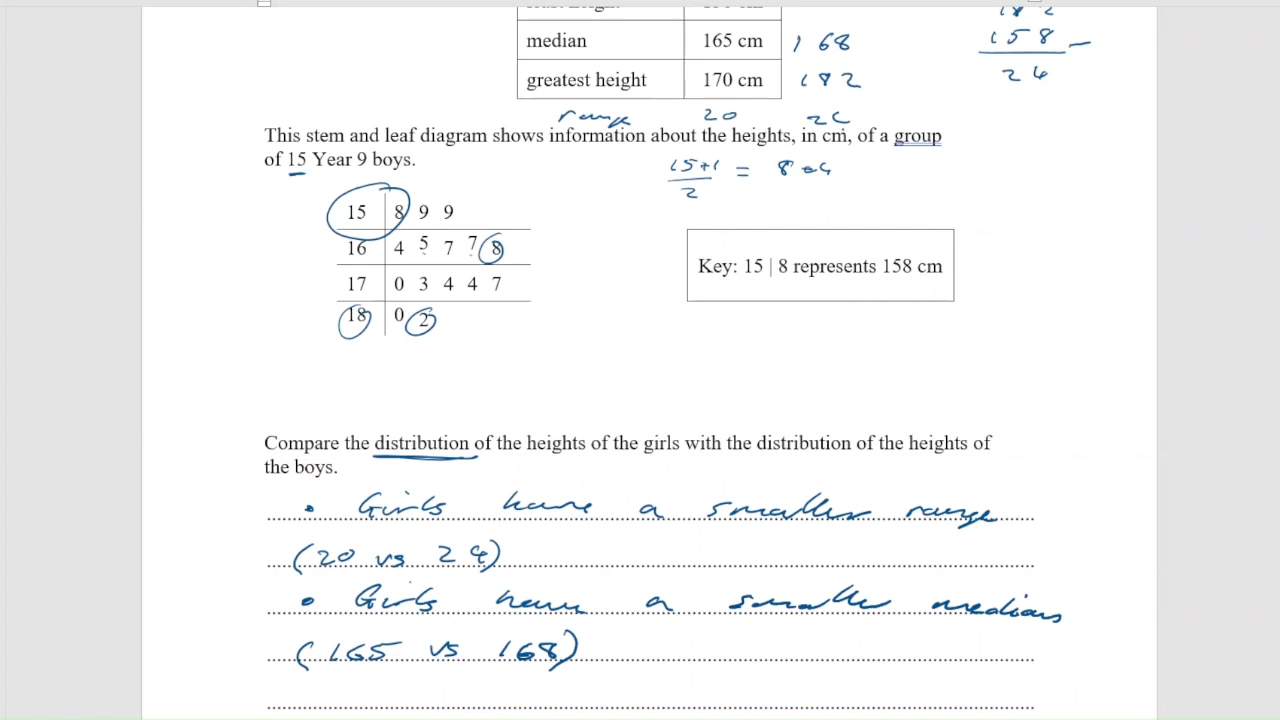 182
median 165 cm 168 158 –
greatest height 170 cm 182 24
range 20 24
This stem and leaf diagram shows information about the heights, in cm, of a group
of 15 Year 9 boys.
15+1 / 2 = 8
15 | 8 9 9
16 | 4 5 7 7 8
17 | 0 3 4 4 7
18 | 0 2
Key: 15 | 8 represents 158 cm
Compare the distribution of the heights of the girls with the distribution of the heights of
the boys.
• Girls have a smaller range
(20 vs 24)
• Girls have a smaller median
(165 vs 168)